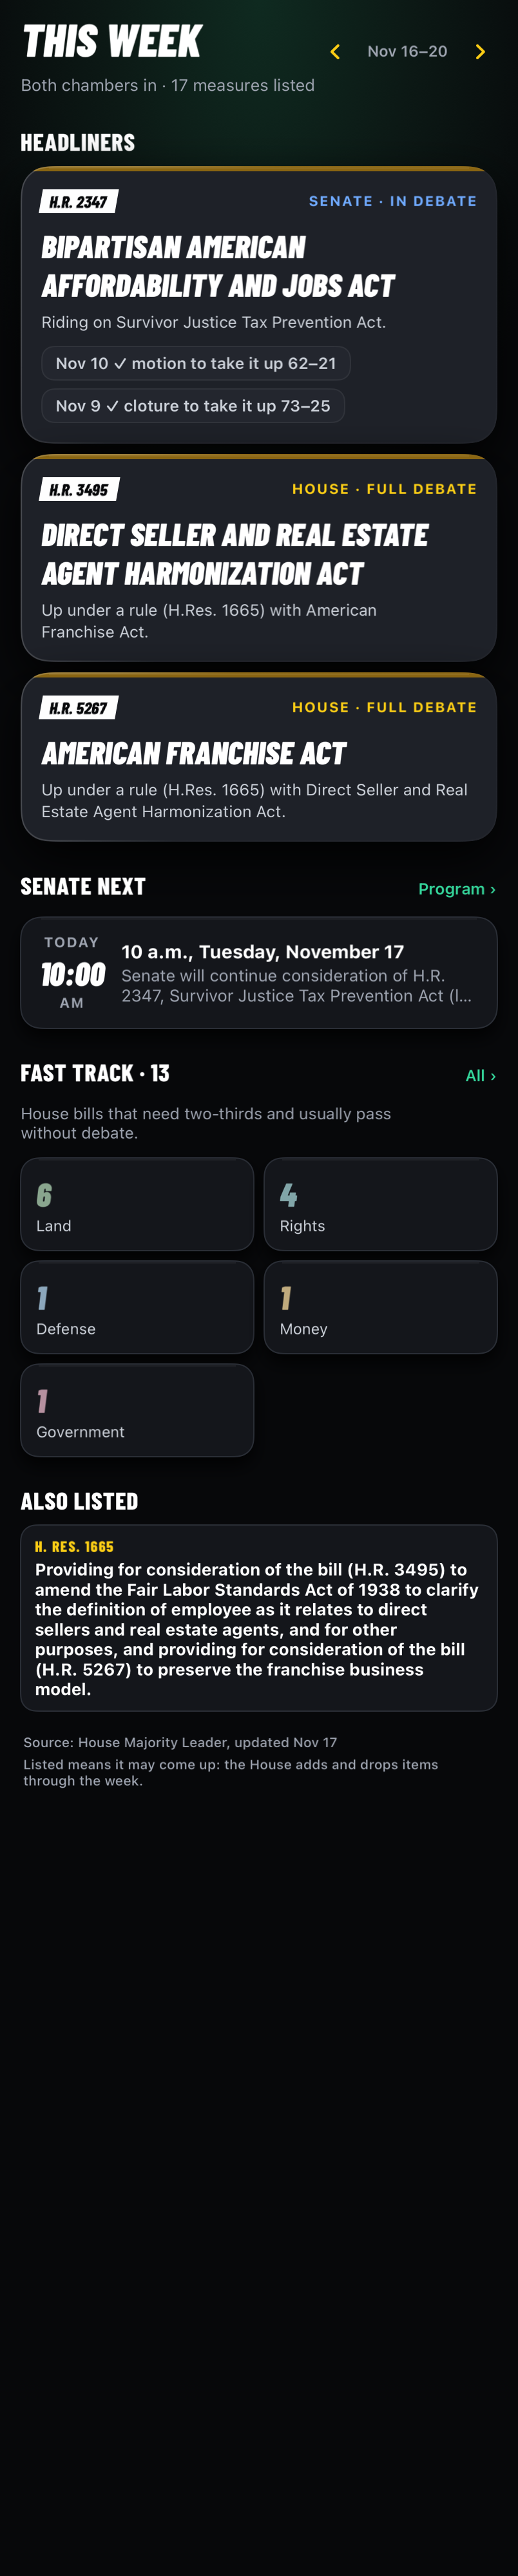 THIS WEEK
Nov 16–20
Both chambers in · 17 measures listed
HEADLINERS
H.R. 2347
SENATE · IN DEBATE
BIPARTISAN AMERICAN
AFFORDABILITY AND JOBS ACT
Riding on Survivor Justice Tax Prevention Act.
Nov 10 ✓ motion to take it up 62–21
Nov 9 ✓ cloture to take it up 73–25
H.R. 3495
HOUSE · FULL DEBATE
DIRECT SELLER AND REAL ESTATE
AGENT HARMONIZATION ACT
Up under a rule (H.Res. 1665) with American
Franchise Act.
H.R. 5267
HOUSE · FULL DEBATE
AMERICAN FRANCHISE ACT
Up under a rule (H.Res. 1665) with Direct Seller and Real
Estate Agent Harmonization Act.
SENATE NEXT
Program ›
TODAY
10:00
AM
10 a.m., Tuesday, November 17
Senate will continue consideration of H.R.
2347, Survivor Justice Tax Prevention Act (l...
FAST TRACK · 13
All ›
House bills that need two-thirds and usually pass
without debate.
6
Land
4
Rights
1
Defense
1
Money
1
Government
ALSO LISTED
H. RES. 1665
Providing for consideration of the bill (H.R. 3495) to
amend the Fair Labor Standards Act of 1938 to clarify
the definition of employee as it relates to direct
sellers and real estate agents, and for other
purposes, and providing for consideration of the bill
(H.R. 5267) to preserve the franchise business
model.
Source: House Majority Leader, updated Nov 17
Listed means it may come up: the House adds and drops items
through the week.